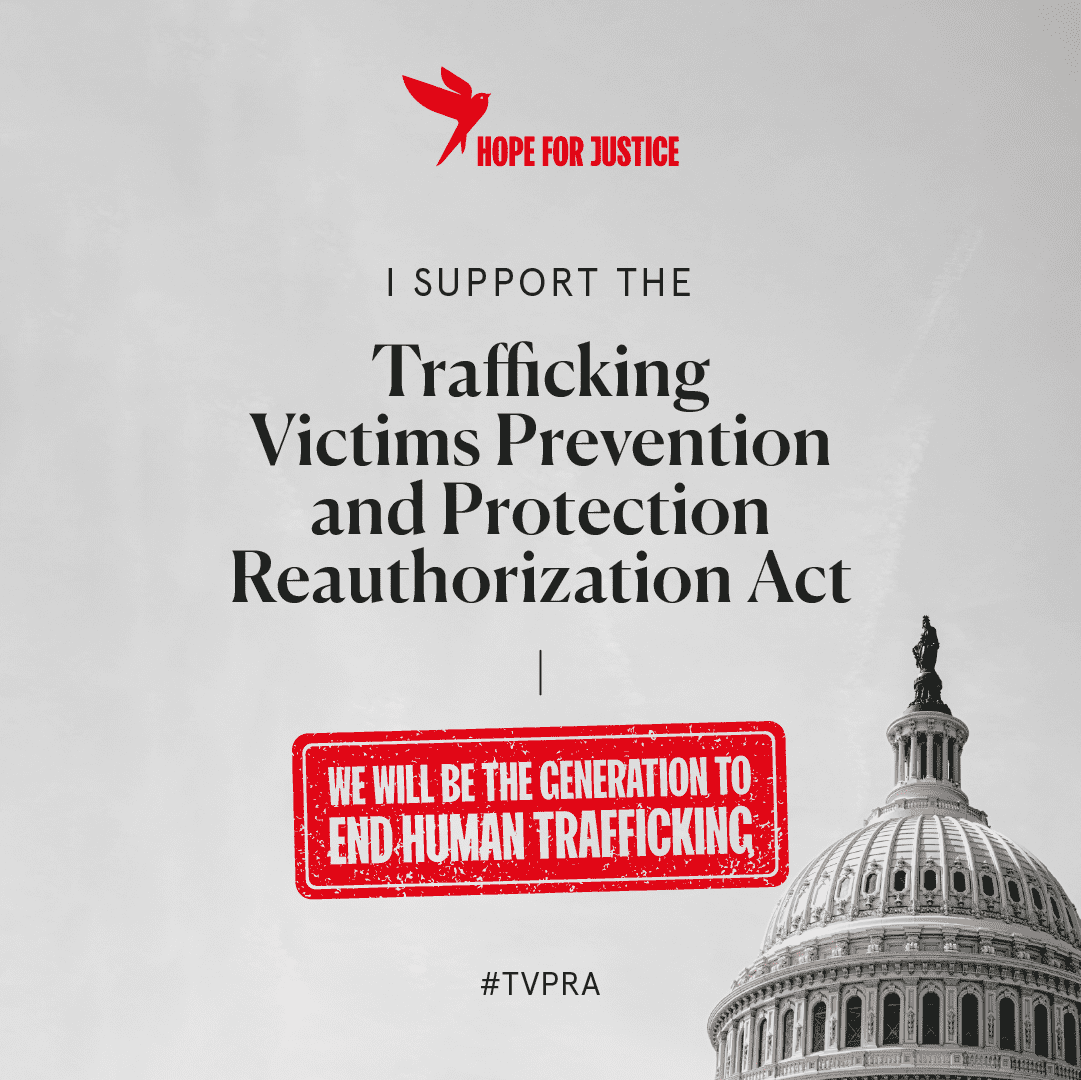 HOPE FOR JUSTICE
I SUPPORT THE
Trafficking
Victims Prevention
and Protection
Reauthorization Act
WE WILL BE THE GENERATION TO
END HUMAN TRAFFICKING
#TVPRA